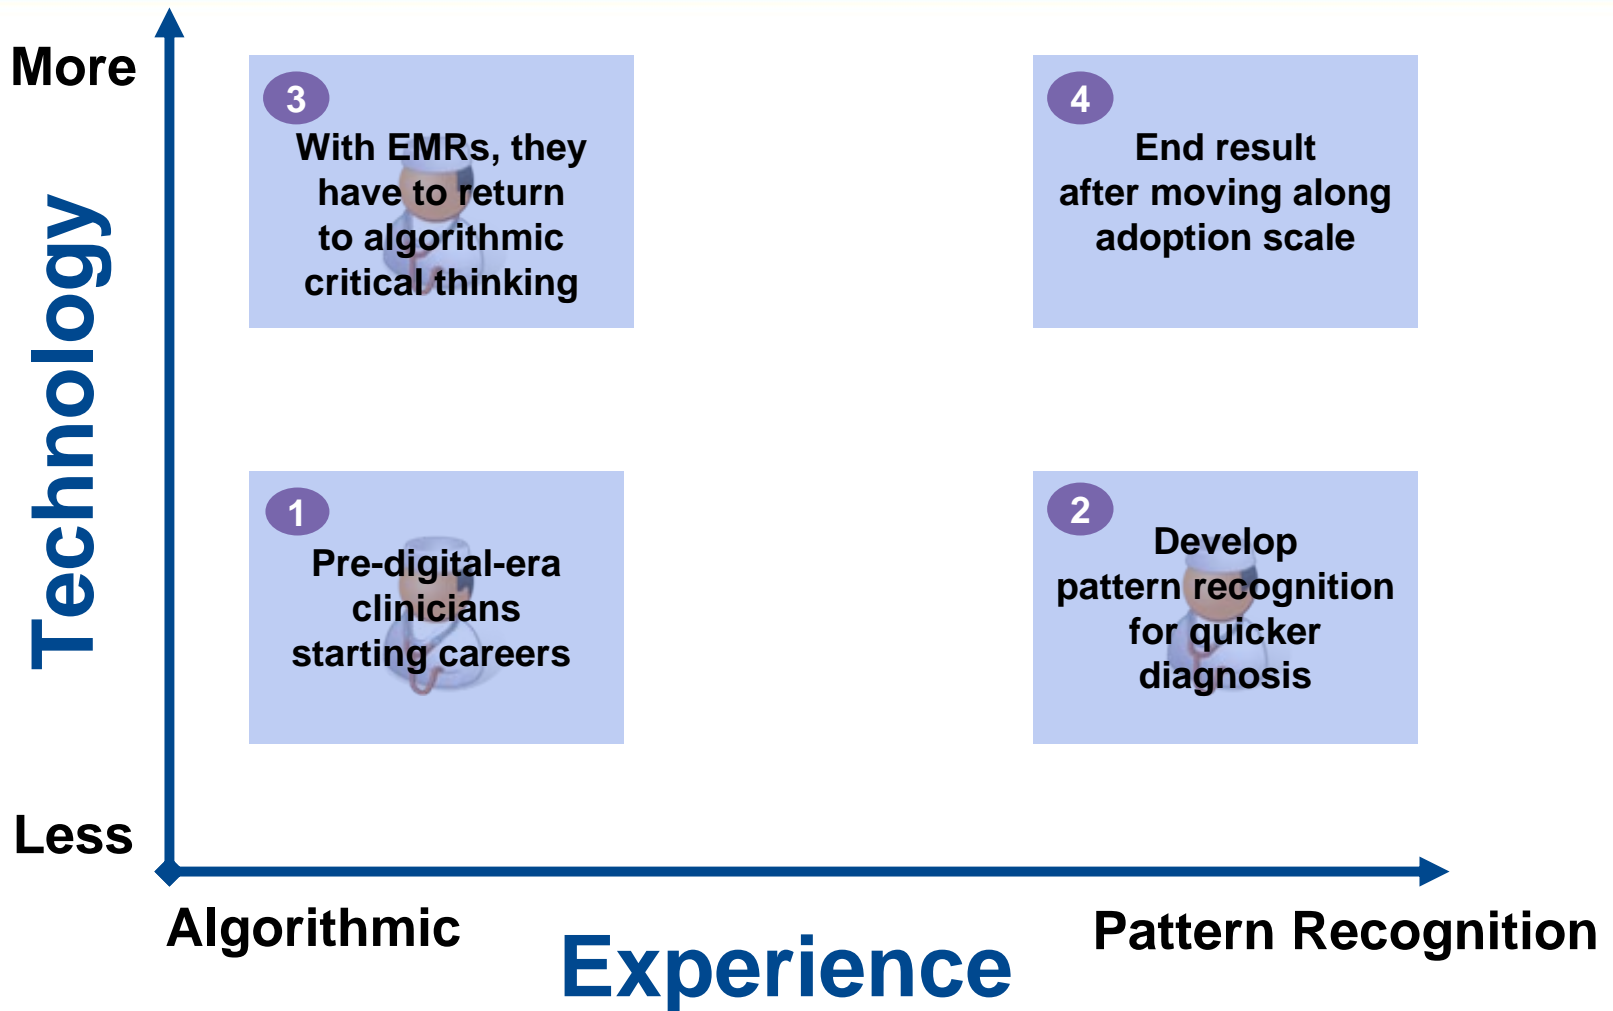 More
3
With EMRs, they
have to return
to algorithmic
critical thinking
4
End result
after moving along
adoption scale
Technology
1
Pre-digital-era
clinicians
starting careers
2
Develop
pattern recognition
for quicker
diagnosis
Less
Algorithmic
Experience
Pattern Recognition